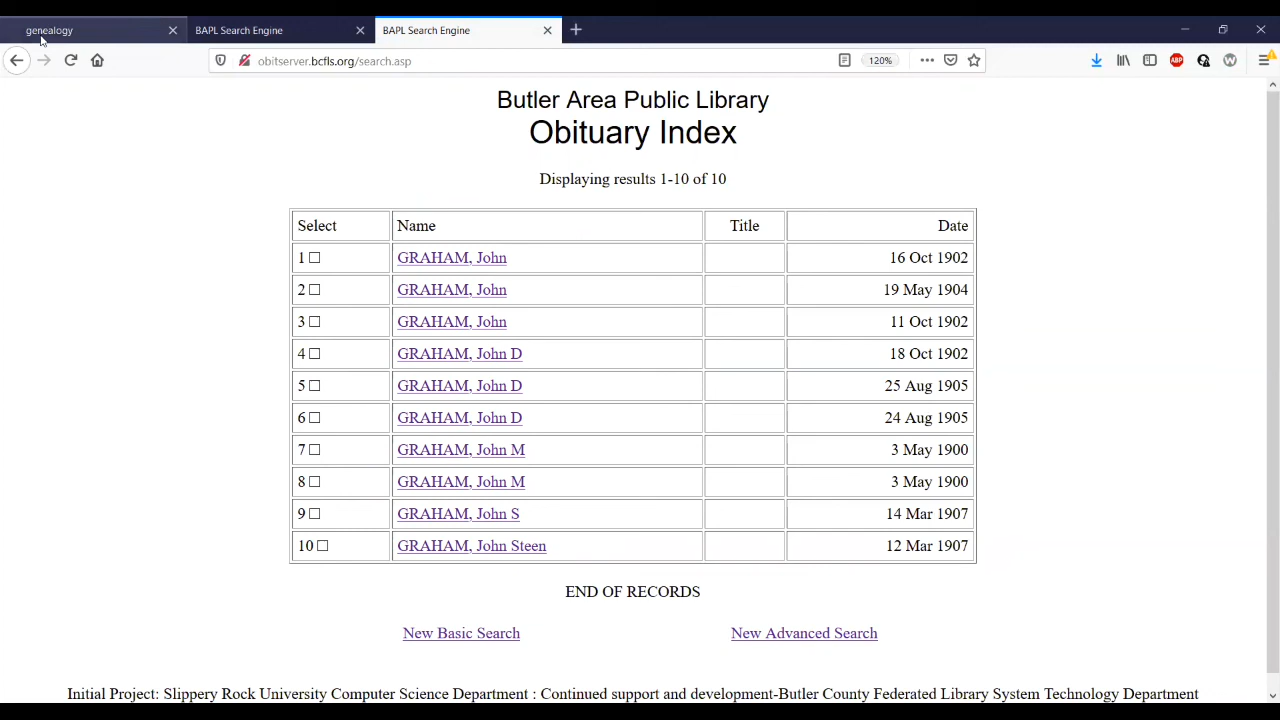 genealogy
BAPL Search Engine
BAPL Search Engine
obitserver.bcfls.org/search.asp
120%
ABP
W
Butler Area Public Library
Obituary Index
Displaying results 1-10 of 10
Select Name Title Date
1 GRAHAM, John 16 Oct 1902
2 GRAHAM, John 19 May 1904
3 GRAHAM, John 11 Oct 1902
4 GRAHAM, John D 18 Oct 1902
5 GRAHAM, John D 25 Aug 1905
6 GRAHAM, John D 24 Aug 1905
7 GRAHAM, John M 3 May 1900
8 GRAHAM, John M 3 May 1900
9 GRAHAM, John S 14 Mar 1907
10 GRAHAM, John Steen 12 Mar 1907
END OF RECORDS
New Basic Search New Advanced Search
Initial Project: Slippery Rock University Computer Science Department : Continued support and development-Butler County Federated Library System Technology Department